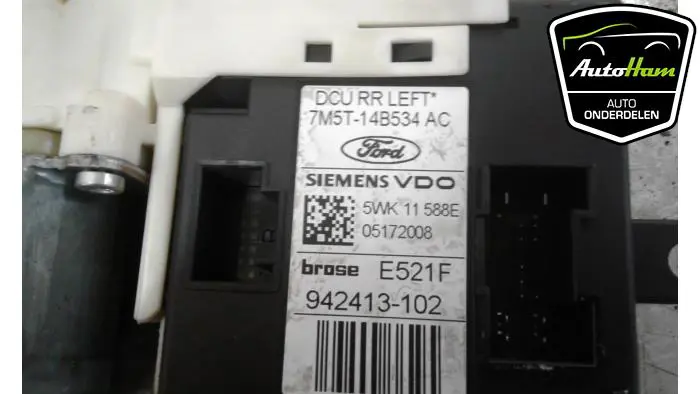 DCU RR LEFT*
7M5T-14B534 AC
Ford
SIEMENS VDO
5WK 11 588E
05172008
brose E521F
942413-102
AutoHam
AUTO
ONDERDELEN